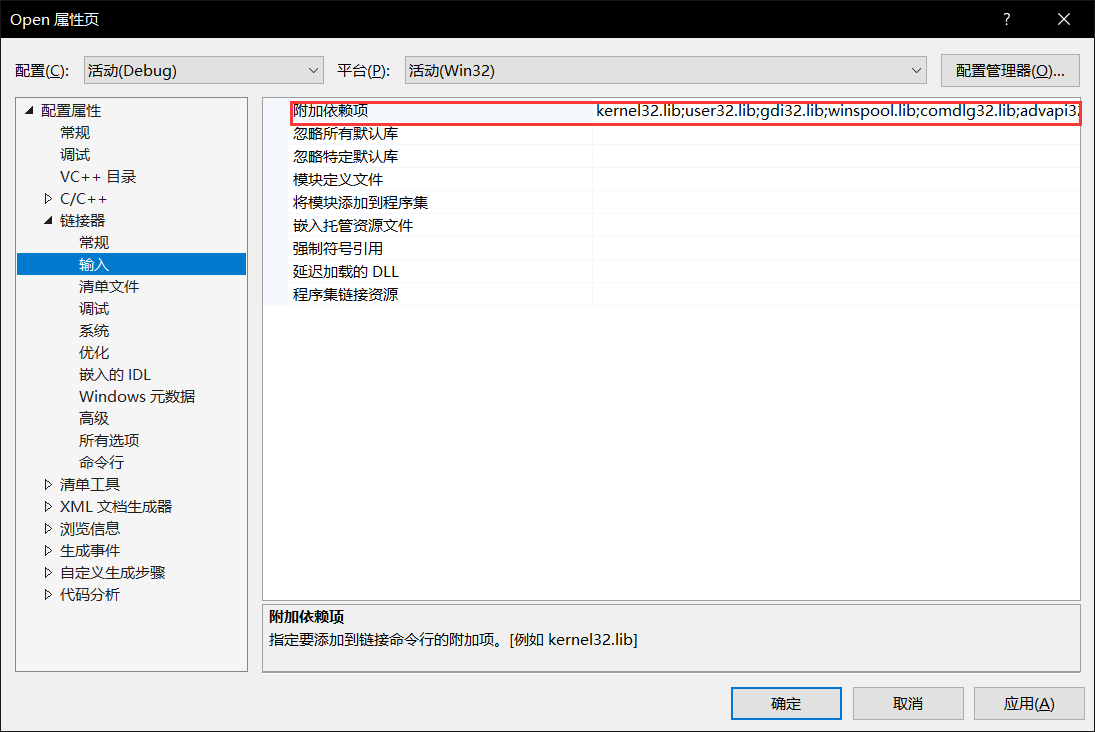 Open 属性页
?
配置(C):
活动(Debug)
平台(P):
活动(Win32)
配置管理器(O)...
配置属性
常规
调试
VC++ 目录
C/C++
链接器
常规
输入
清单文件
调试
系统
优化
嵌入的 IDL
Windows 元数据
高级
所有选项
命令行
清单工具
XML 文档生成器
浏览信息
生成事件
自定义生成步骤
代码分析
附加依赖项 kernel32.lib;user32.lib;gdi32.lib;winspool.lib;comdlg32.lib;advapi32
忽略所有默认库
忽略特定默认库
模块定义文件
将模块添加到程序集
嵌入托管资源文件
强制符号引用
延迟加载的 DLL
程序集链接资源
附加依赖项
指定要添加到链接命令行的附加项。[例如 kernel32.lib]
确定
取消
应用(A)